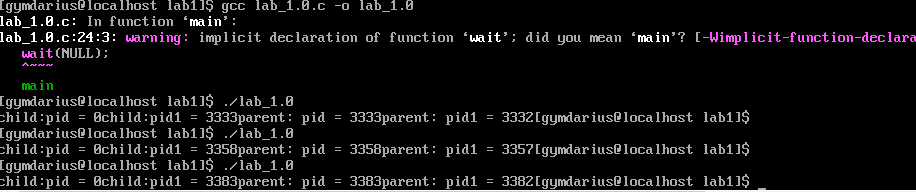 [gymdarius@localhost lab1]$ gcc lab_1.0.c -o lab_1.0
lab_1.0.c: In function ‘main’:
lab_1.0.c:24:3: warning: implicit declaration of function ‘wait’; did you mean ‘main’? [-Wimplicit-function-declara
wait(NULL);
^~~~
main
[gymdarius@localhost lab1]$ ./lab_1.0
child:pid = 0child:pid1 = 3333parent: pid = 3333parent: pid1 = 3332[gymdarius@localhost lab1]$
[gymdarius@localhost lab1]$ ./lab_1.0
child:pid = 0child:pid1 = 3358parent: pid = 3358parent: pid1 = 3357[gymdarius@localhost lab1]$
[gymdarius@localhost lab1]$ ./lab_1.0
child:pid = 0child:pid1 = 3383parent: pid = 3383parent: pid1 = 3382[gymdarius@localhost lab1]$